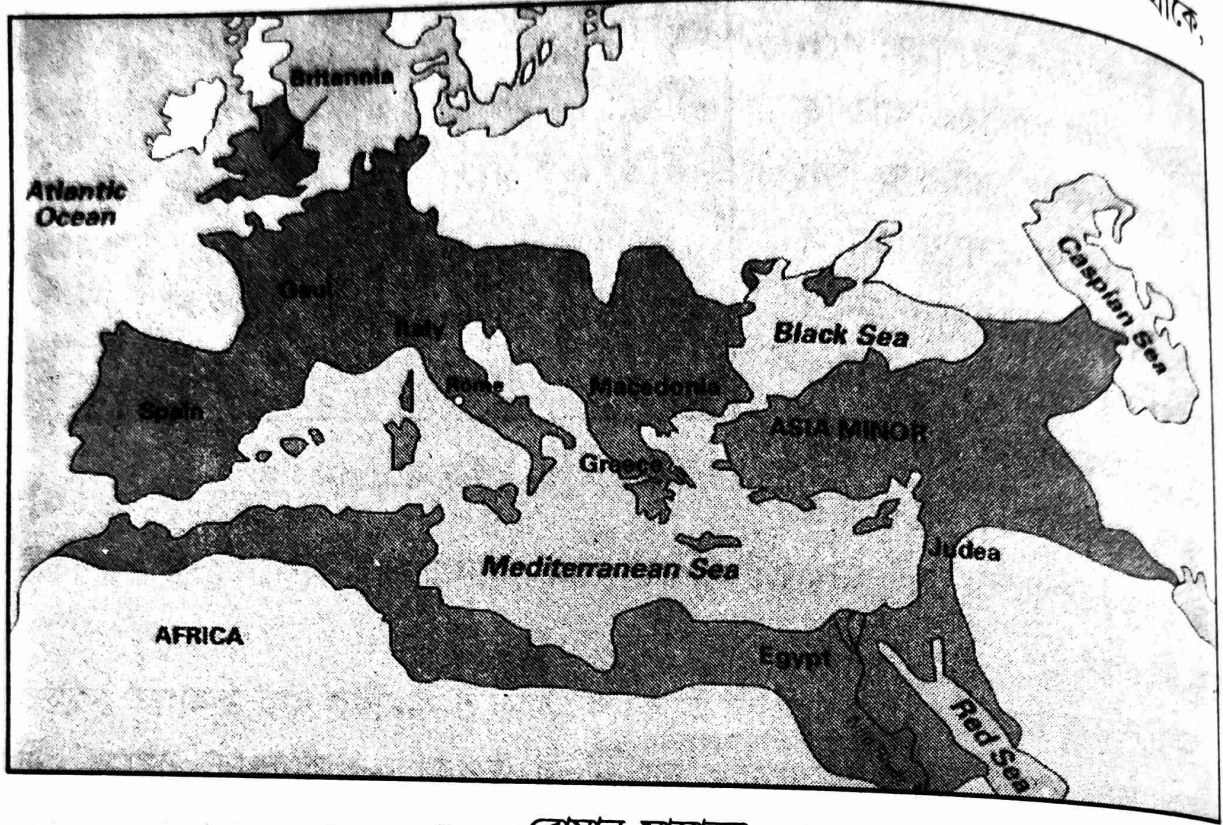 Britannia
Atlantic
Ocean
Caspian Sea
Gaul
Italy
Black Sea
Rome
Macedonia
Spain
ASIA MINOR
Greece
Judea
Mediterranean Sea
AFRICA
Egypt
Red Sea